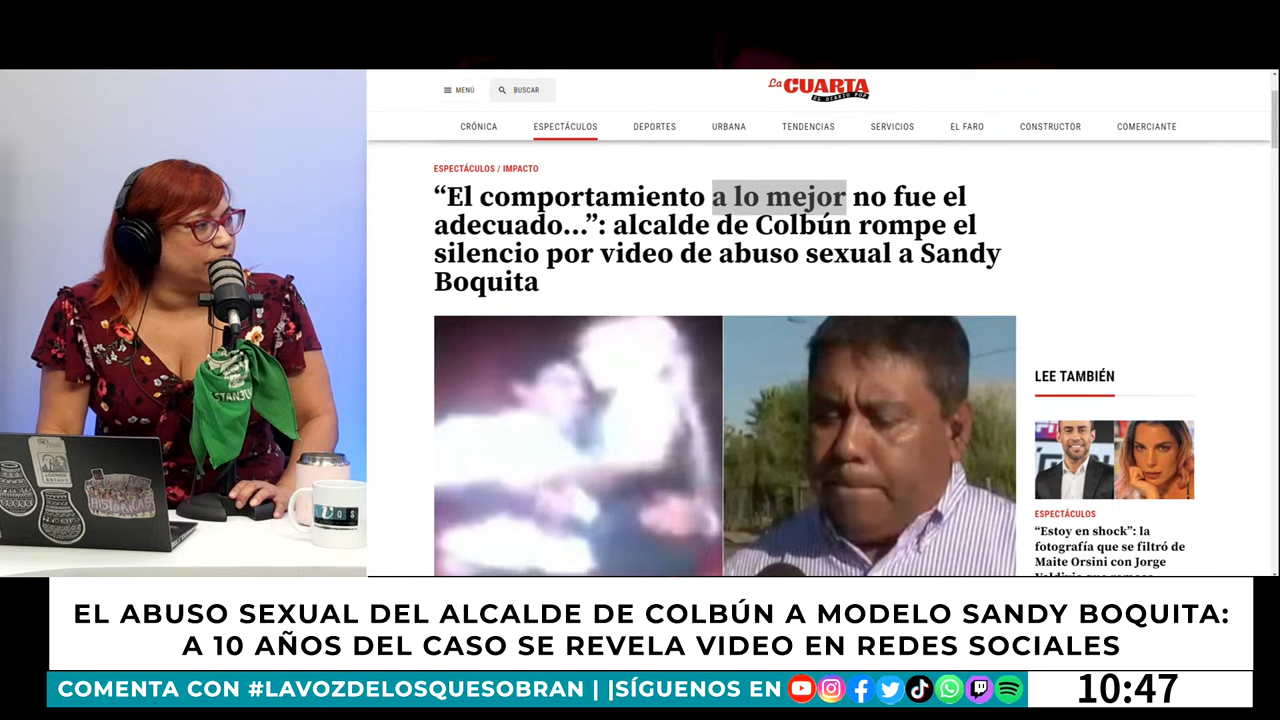 MENÚ
BUSCAR
La CUARTA
EL DIARIO POP
CRÓNICA ESPECTÁCULOS DEPORTES URBANA TENDENCIAS SERVICIOS EL FARO CONSTRUCTOR COMERCIANTE
ESPECTÁCULOS / IMPACTO
“El comportamiento a lo mejor no fue el
adecuado...”: alcalde de Colbún rompe el
silencio por video de abuso sexual a Sandy
Boquita
LEE TAMBIÉN
ESPECTÁCULOS
“Estoy en shock”: la
fotografía que se filtró de
Maite Orsini con Jorge
HISTÓRICAS
EL ABUSO SEXUAL DEL ALCALDE DE COLBÚN A MODELO SANDY BOQUITA:
A 10 AÑOS DEL CASO SE REVELA VIDEO EN REDES SOCIALES
COMENTA CON #LAVOZDELOSQUESOBRAN | |SÍGUENOS EN
10:47